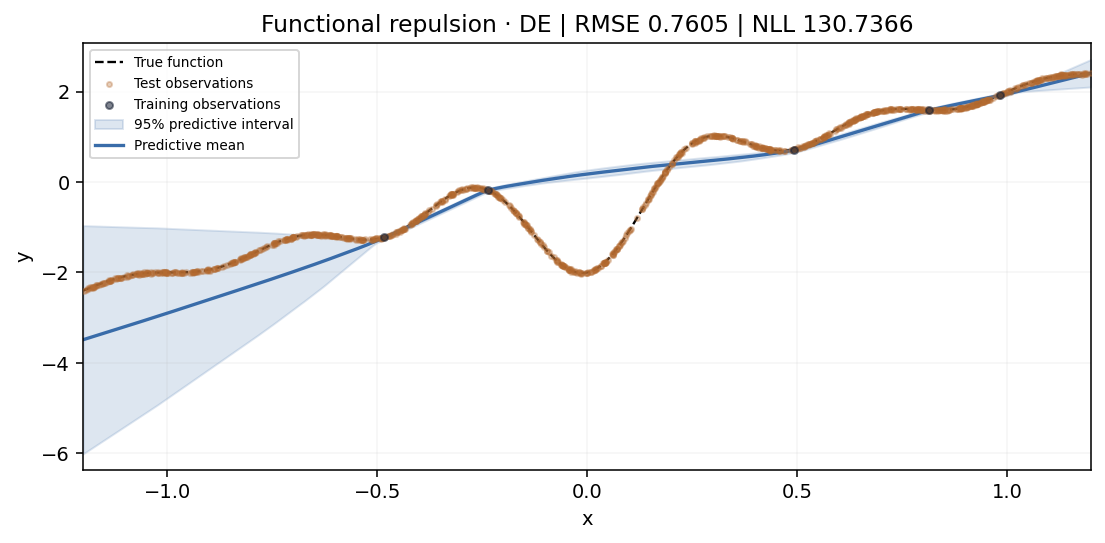 Functional repulsion · DE | RMSE 0.7605 | NLL 130.7366
True function
Test observations
Training observations
95% predictive interval
Predictive mean
2
0
−2
−4
−6
y
−1.0
−0.5
0.0
0.5
1.0
x